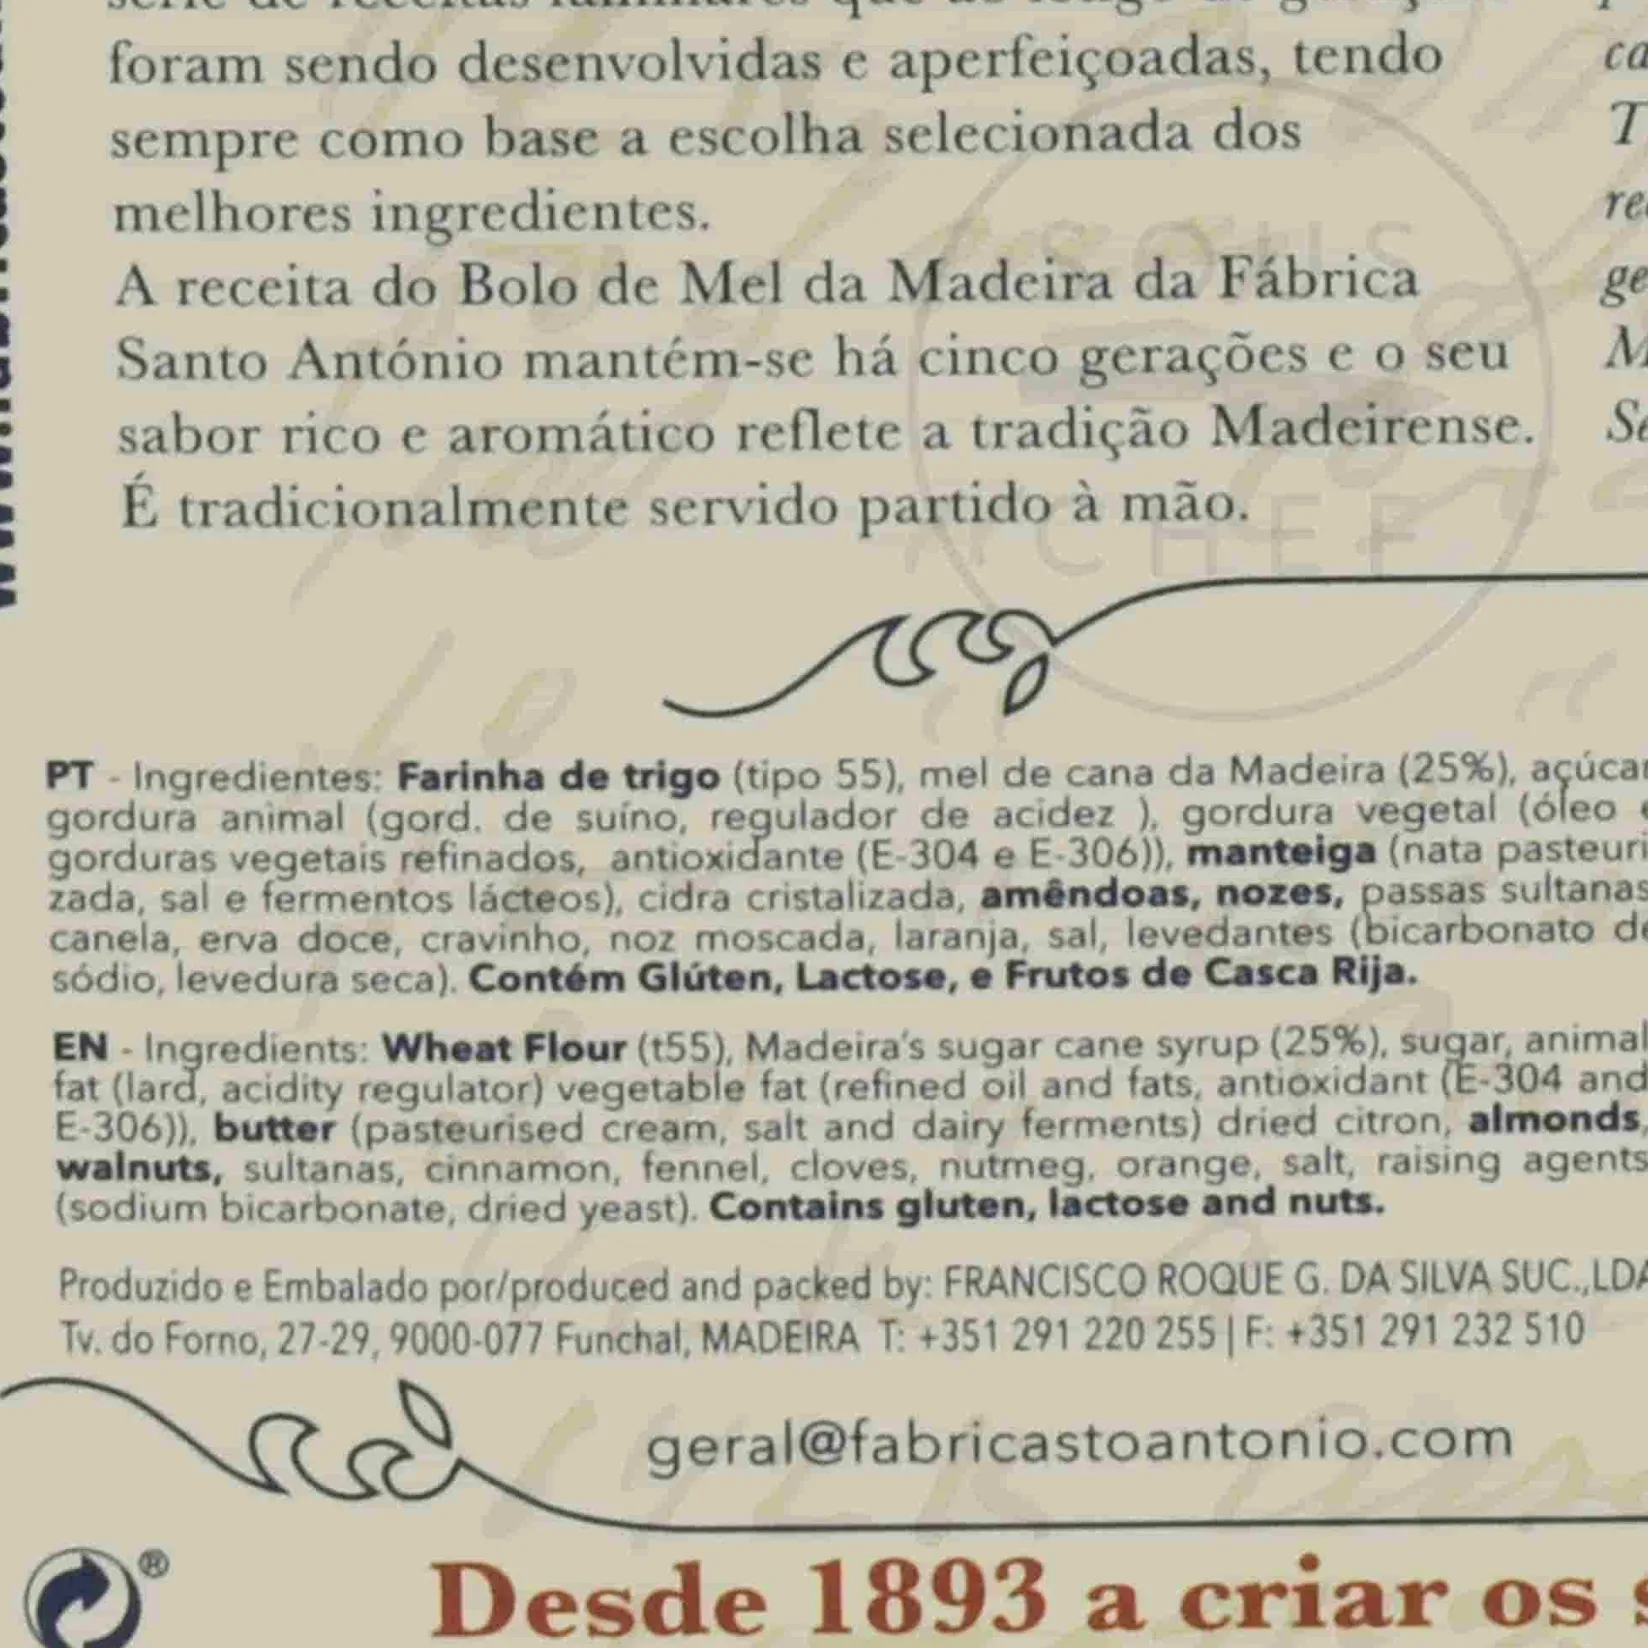 foram sendo desenvolvidas e aperfeiçoadas, tendo
sempre como base a escolha selecionada dos
melhores ingredientes.
A receita do Bolo de Mel da Madeira da Fábrica
Santo António mantém-se há cinco gerações e o seu
sabor rico e aromático reflete a tradição Madeirense.
É tradicionalmente servido partido à mão.
SOUS
CHEF
PT - Ingredientes: Farinha de trigo (tipo 55), mel de cana da Madeira (25%), açúcar
gordura animal (gord. de suíno, regulador de acidez ), gordura vegetal (óleo e
gorduras vegetais refinados, antioxidante (E-304 e E-306)), manteiga (nata pasteuri
zada, sal e fermentos lácteos), cidra cristalizada, amêndoas, nozes, passas sultanas
canela, erva doce, cravinho, noz moscada, laranja, sal, levedantes (bicarbonato de
sódio, levedura seca). Contém Glúten, Lactose, e Frutos de Casca Rija.
EN - Ingredients: Wheat Flour (t55), Madeira's sugar cane syrup (25%), sugar, animal
fat (lard, acidity regulator) vegetable fat (refined oil and fats, antioxidant (E-304 and
E-306)), butter (pasteurised cream, salt and dairy ferments) dried citron, almonds,
walnuts, sultanas, cinnamon, fennel, cloves, nutmeg, orange, salt, raising agents
(sodium bicarbonate, dried yeast). Contains gluten, lactose and nuts.
Produzido e Embalado por/produced and packed by: FRANCISCO ROQUE G. DA SILVA SUC.,LDA
Tv. do Forno, 27-29, 9000-077 Funchal, MADEIRA T: +351 291 220 255 | F: +351 291 232 510
geral@fabricastoantonio.com
®
Desde 1893 a criar os